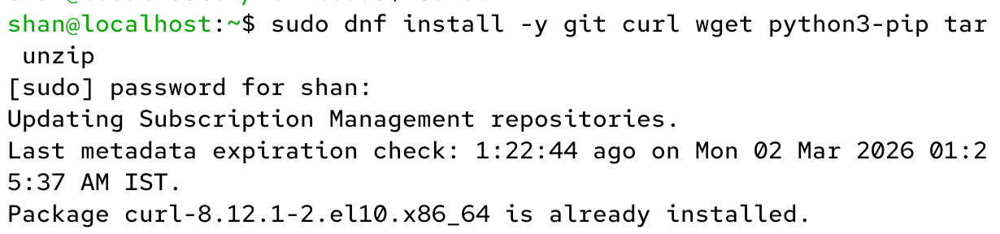 shan@localhost:~$ sudo dnf install -y git curl wget python3-pip tar
 unzip
[sudo] password for shan:
Updating Subscription Management repositories.
Last metadata expiration check: 1:22:44 ago on Mon 02 Mar 2026 01:2
5:37 AM IST.
Package curl-8.12.1-2.el10.x86_64 is already installed.